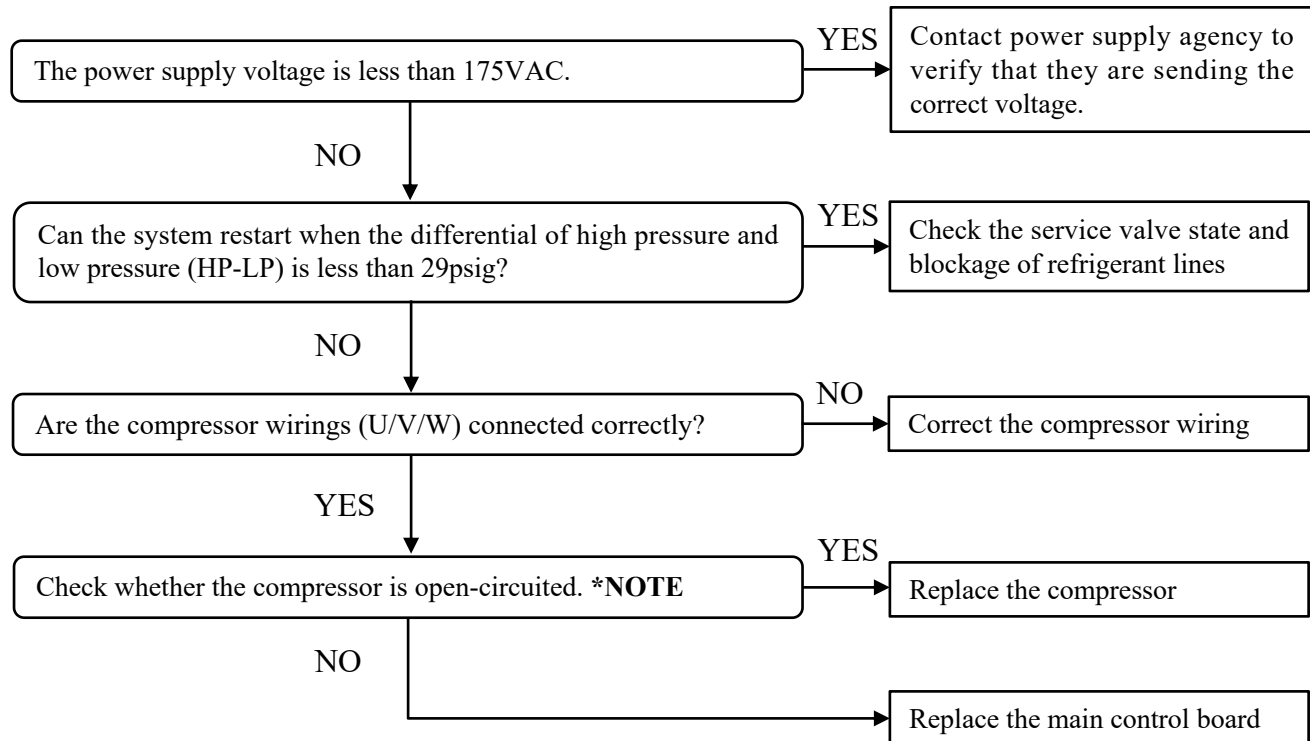 YES
Contact power supply agency to
The power supply voltage is less than 175VAC.
verify that they are sending the
correct voltage.
NO
YES
Can the system restart when the differential of high pressure and
low pressure (HP-LP) is less than 29psig?
Check the service valve state and
blockage of refrigerant lines
NO
NO
Are the compressor wirings (U/V/W) connected correctly?
Correct the compressor wiring
YES
YES
Check whether the compressor is open-circuited. *NOTE
Replace the compressor
NO
Replace the main control board